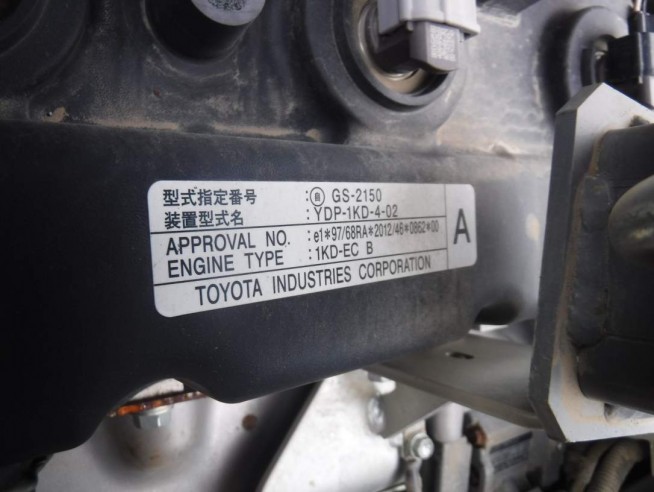 型式指定番号 :㊐ GS-2150
装置型式名 :YDP-1KD-4-02
APPROVAL NO. :e1*97/68RA*2012/46*0862*00
ENGINE TYPE :1KD-EC B
TOYOTA INDUSTRIES CORPORATION
A